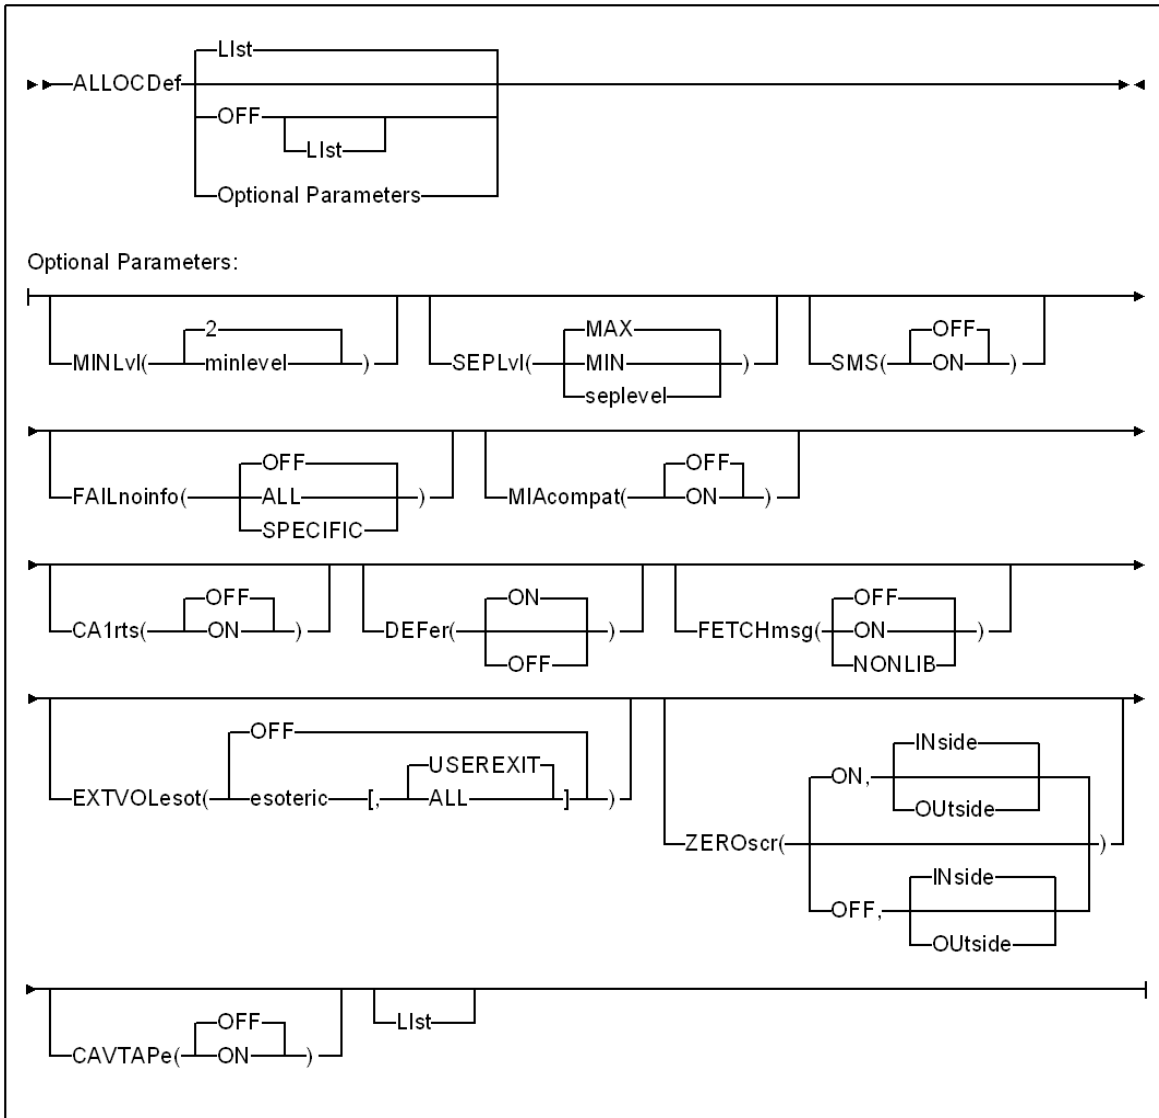 LIst
ALLOCDef
OFF
LIst
Optional Parameters
Optional Parameters:
2
MINLvl( minlevel )
MAX
SEPLvl( MIN )
seplevel
OFF
SMS( ON )
OFF
FAILnoinfo( ALL )
SPECIFIC
OFF
MIAcompat( ON )
OFF
CA1rts( ON )
ON
DEFer( )
OFF
OFF
FETCHmsg( ON )
NONLIB
OFF
USEREXIT
EXTVOLesot( esoteric [, ALL ] )
INside
ON,
OUtside
ZEROscr( )
INside
OFF,
OUtside
OFF
CAVTAPe( ON )
LIst